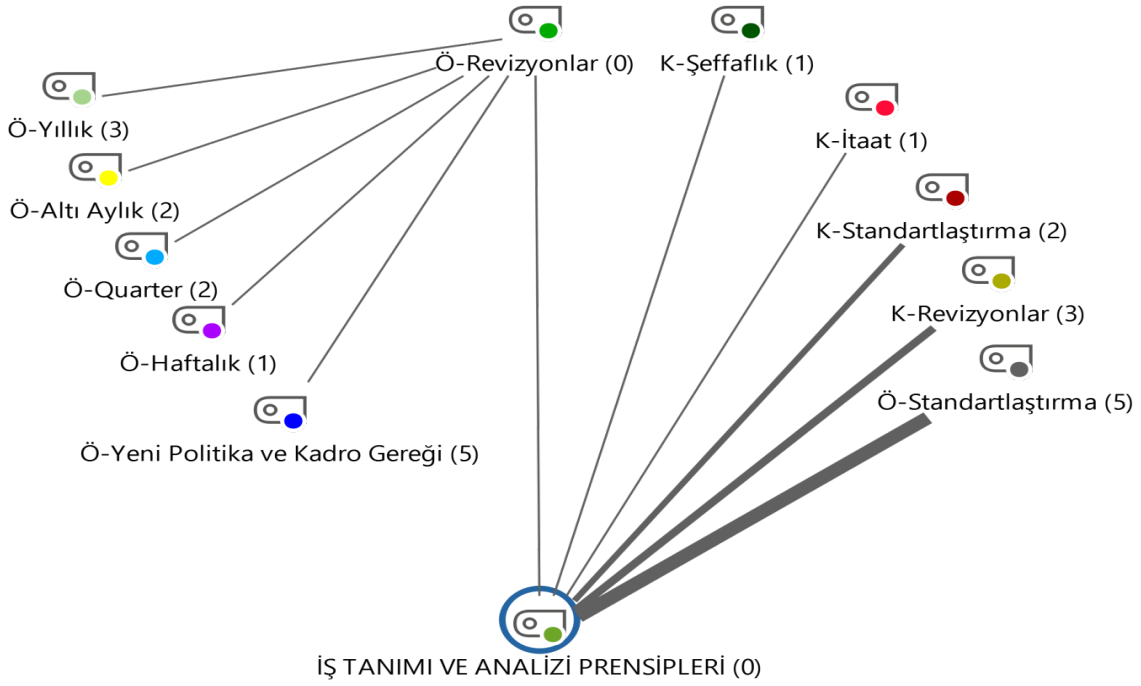 Ö-Revizyonlar (0)
K-Şeffaflık (1)
Ö-Yıllık (3)
K-İtaat (1)
Ö-Altı Aylık (2)
K-Standartlaştırma (2)
Ö-Quarter (2)
K-Revizyonlar (3)
Ö-Haftalık (1)
Ö-Standartlaştırma (5)
Ö-Yeni Politika ve Kadro Gereği (5)
İŞ TANIMI VE ANALİZİ PRENSİPLERİ (0)